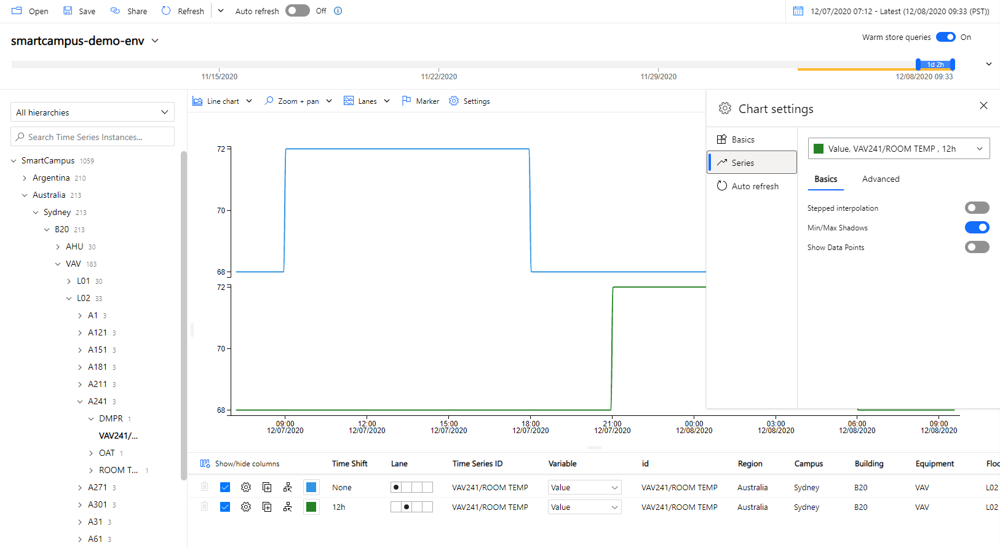 Open Save Share Refresh Auto refresh Off 12/07/2020 07:12 - Latest (12/08/2020 09:33 (PST))
smartcampus-demo-env
Warm store queries On
1d 2h
11/15/2020 11/22/2020 11/29/2020 12/08/2020 09:33
All hierarchies
Search Time Series Instances...
SmartCampus 1059
Argentina 210
Australia 213
Sydney 213
B20 213
AHU 30
VAV 183
L01 30
L02 33
A1 3
A121 3
A151 3
A181 3
A211 3
A241 3
DMPR 1
VAV241/...
OAT 1
ROOM T... 1
A271 3
A301 3
A31 3
A61 3
Line chart Zoom + pan Lanes Marker Settings
72
70
68
72
70
68
09:00 12:00 15:00 18:00 21:00 00:00 03:00 06:00 09:00
12/07/2020 12/07/2020 12/07/2020 12/07/2020 12/07/2020 12/08/2020 12/08/2020 12/08/2020 12/08/2020
Chart settings
Basics
Series
Auto refresh
Value, VAV241/ROOM TEMP , 12h
Basics Advanced
Stepped interpolation
Min/Max Shadows
Show Data Points
Show/hide columns Time Shift Lane Time Series ID Variable id Region Campus Building Equipment Floc
None VAV241/ROOM TEMP Value VAV241/ROOM TEMP Australia Sydney B20 VAV L02
12h VAV241/ROOM TEMP Value VAV241/ROOM TEMP Australia Sydney B20 VAV L02